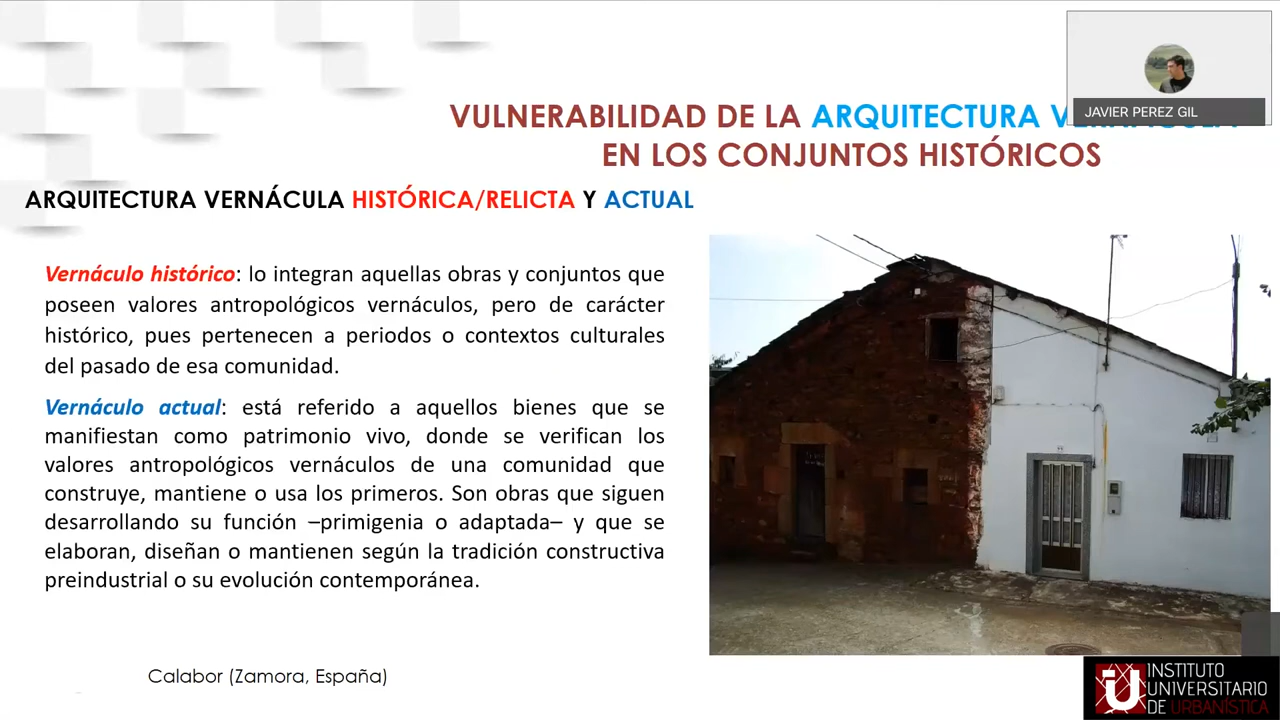 JAVIER PEREZ GIL
VULNERABILIDAD DE LA ARQUITECTURA
EN LOS CONJUNTOS HISTÓRICOS
ARQUITECTURA VERNÁCULA HISTÓRICA/RELICTA Y ACTUAL
Vernáculo histórico: lo integran aquellas obras y conjuntos que
poseen valores antropológicos vernáculos, pero de carácter
histórico, pues pertenecen a periodos o contextos culturales
del pasado de esa comunidad.
Vernáculo actual: está referido a aquellos bienes que se
manifiestan como patrimonio vivo, donde se verifican los
valores antropológicos vernáculos de una comunidad que
construye, mantiene o usa los primeros. Son obras que siguen
desarrollando su función –primigenia o adaptada– y que se
elaboran, diseñan o mantienen según la tradición constructiva
preindustrial o su evolución contemporánea.
Calabor (Zamora, España)
INSTITUTO
UNIVERSITARIO
DE URBANÍSTICA